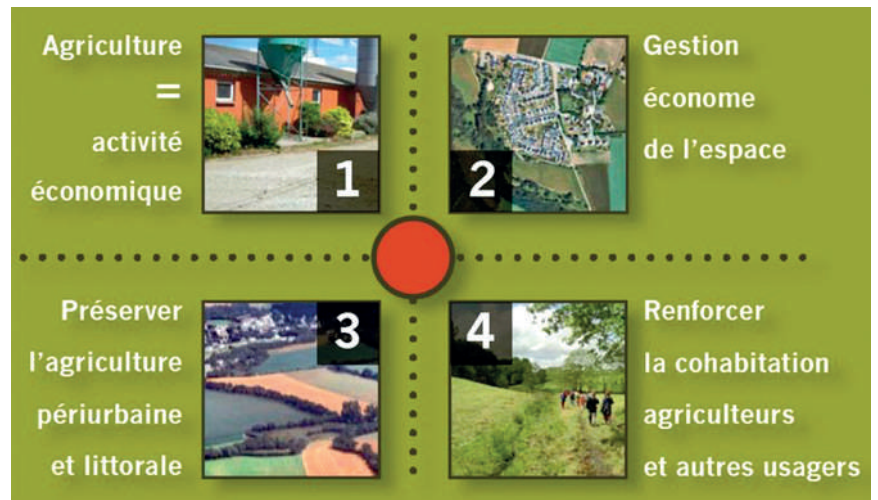 Agriculture
=
activité
économique
1
2
Gestion
économe
de l'espace
Préserver
l'agriculture
périurbaine
et littorale
3
4
Renforcer
la cohabitation
agriculteurs
et autres usagers